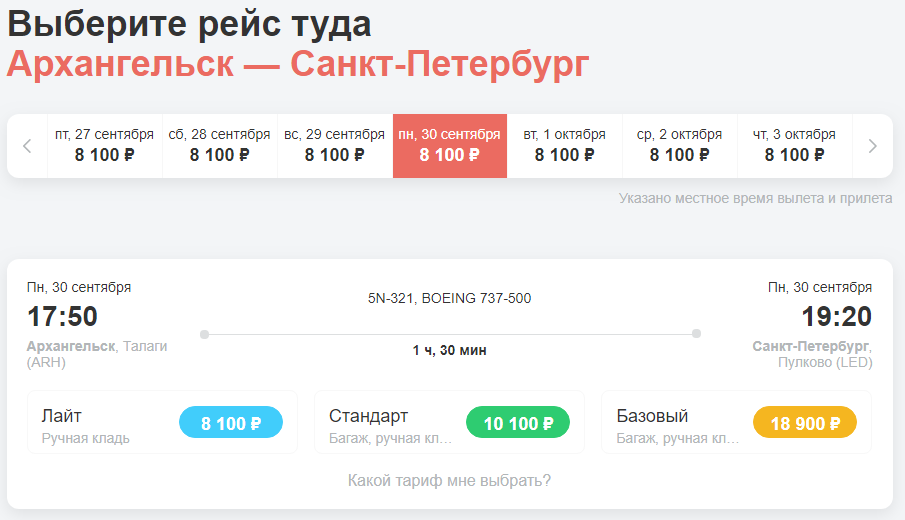 Выберите рейс туда
Архангельск — Санкт-Петербург
пт, 27 сентября сб, 28 сентября вс, 29 сентября пн, 30 сентября вт, 1 октября ср, 2 октября чт, 3 октября
8 100 ₽ 8 100 ₽ 8 100 ₽ 8 100 ₽ 8 100 ₽ 8 100 ₽ 8 100 ₽
Указано местное время вылета и прилета
Пн, 30 сентября 5N-321, BOEING 737-500 Пн, 30 сентября
17:50 19:20
1 ч, 30 мин
Архангельск, Талаги Санкт-Петербург,
(ARH) Пулково (LED)
Лайт 8 100 ₽ Стандарт 10 100 ₽ Базовый 18 900 ₽
Ручная кладь Багаж, ручная кл... Багаж, ручная кл...
Какой тариф мне выбрать?